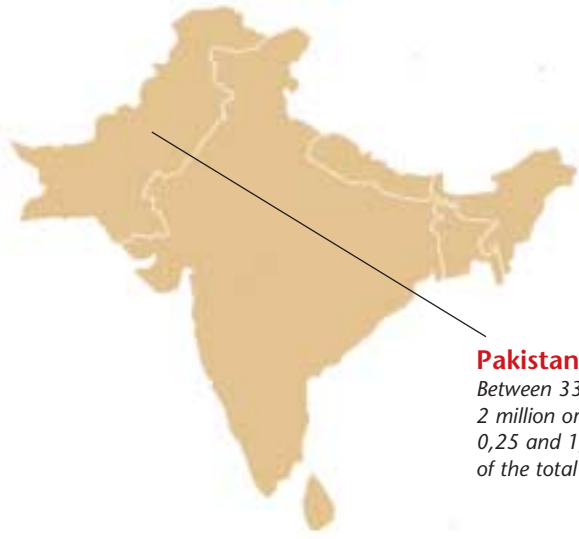 Pakistan
Between 33
2 million or
0,25 and 1,
of the total